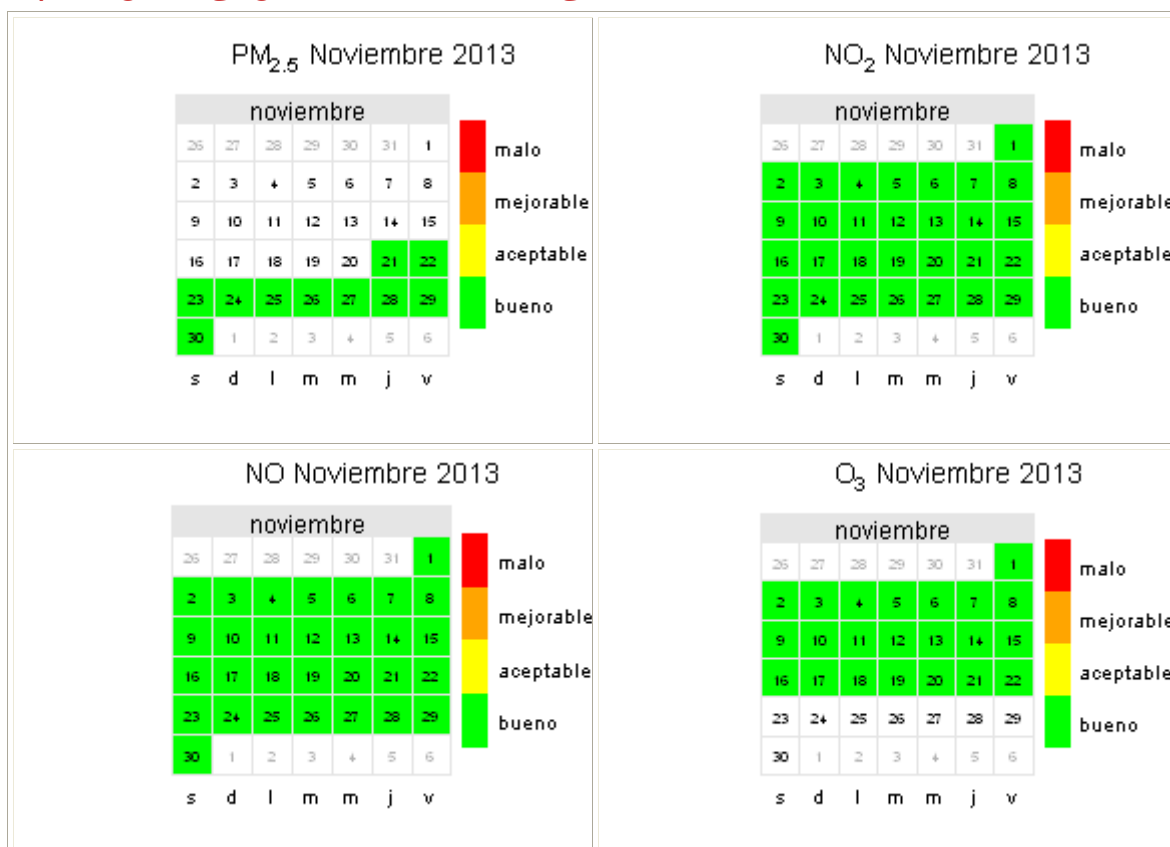 PM2.5 Noviembre 2013
noviembre
26 27 28 29 30 31 1
2 3 4 5 6 7 8
9 10 11 12 13 14 15
16 17 18 19 20 21 22
23 24 25 26 27 28 29
30 1 2 3 4 5 6
s d l m m j v
malo
mejorable
aceptable
bueno
NO2 Noviembre 2013
noviembre
26 27 28 29 30 31 1
2 3 4 5 6 7 8
9 10 11 12 13 14 15
16 17 18 19 20 21 22
23 24 25 26 27 28 29
30 1 2 3 4 5 6
s d l m m j v
malo
mejorable
aceptable
bueno
NO Noviembre 2013
noviembre
26 27 28 29 30 31 1
2 3 4 5 6 7 8
9 10 11 12 13 14 15
16 17 18 19 20 21 22
23 24 25 26 27 28 29
30 1 2 3 4 5 6
s d l m m j v
malo
mejorable
aceptable
bueno
O3 Noviembre 2013
noviembre
26 27 28 29 30 31 1
2 3 4 5 6 7 8
9 10 11 12 13 14 15
16 17 18 19 20 21 22
23 24 25 26 27 28 29
30 1 2 3 4 5 6
s d l m m j v
malo
mejorable
aceptable
bueno